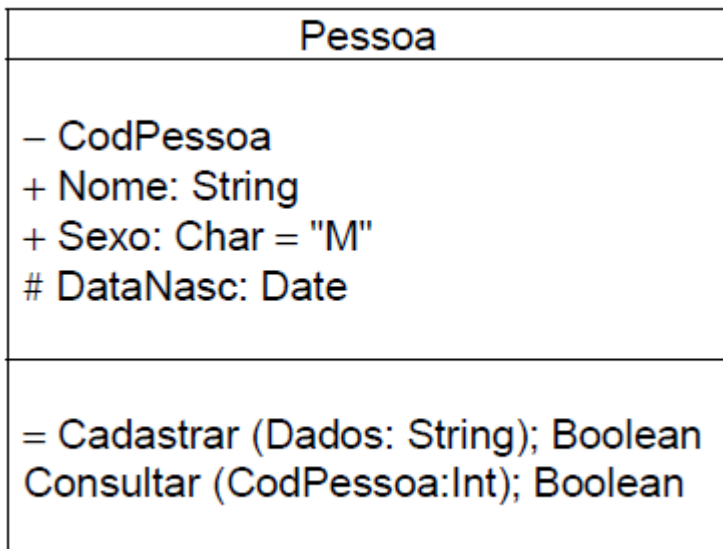 Pessoa
– CodPessoa
+ Nome: String
+ Sexo: Char = "M"
# DataNasc: Date
= Cadastrar (Dados: String); Boolean
Consultar (CodPessoa:Int); Boolean